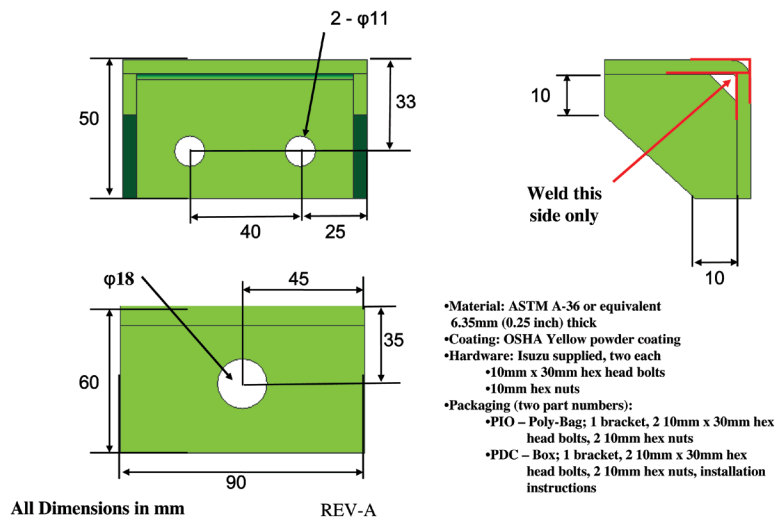 2 - φ11
50
33
40
25
10
Weld this
side only
10
φ18
45
35
60
90
•Material: ASTM A-36 or equivalent
6.35mm (0.25 inch) thick
•Coating: OSHA Yellow powder coating
•Hardware: Isuzu supplied, two each
•10mm x 30mm hex head bolts
•10mm hex nuts
•Packaging (two part numbers):
•PIO – Poly-Bag; 1 bracket, 2 10mm x 30mm hex
head bolts, 2 10mm hex nuts
•PDC – Box; 1 bracket, 2 10mm x 30mm hex
head bolts, 2 10mm hex nuts, installation
instructions
All Dimensions in mm
REV-A